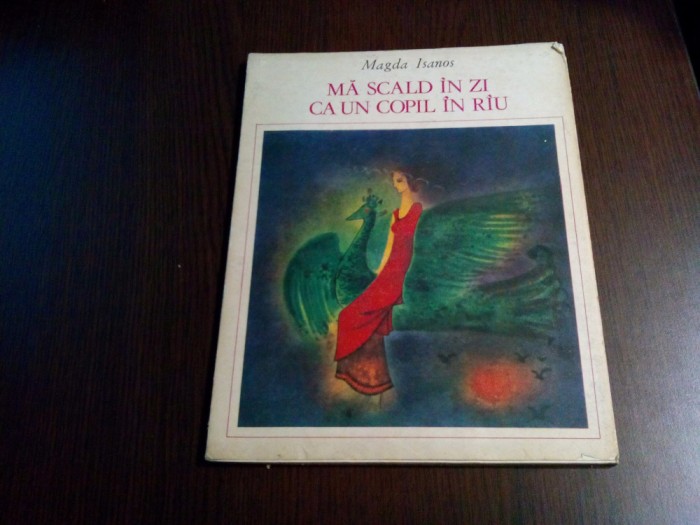 Magda Isanos
MĂ SCALD ÎN ZI
CA UN COPIL ÎN RÎU